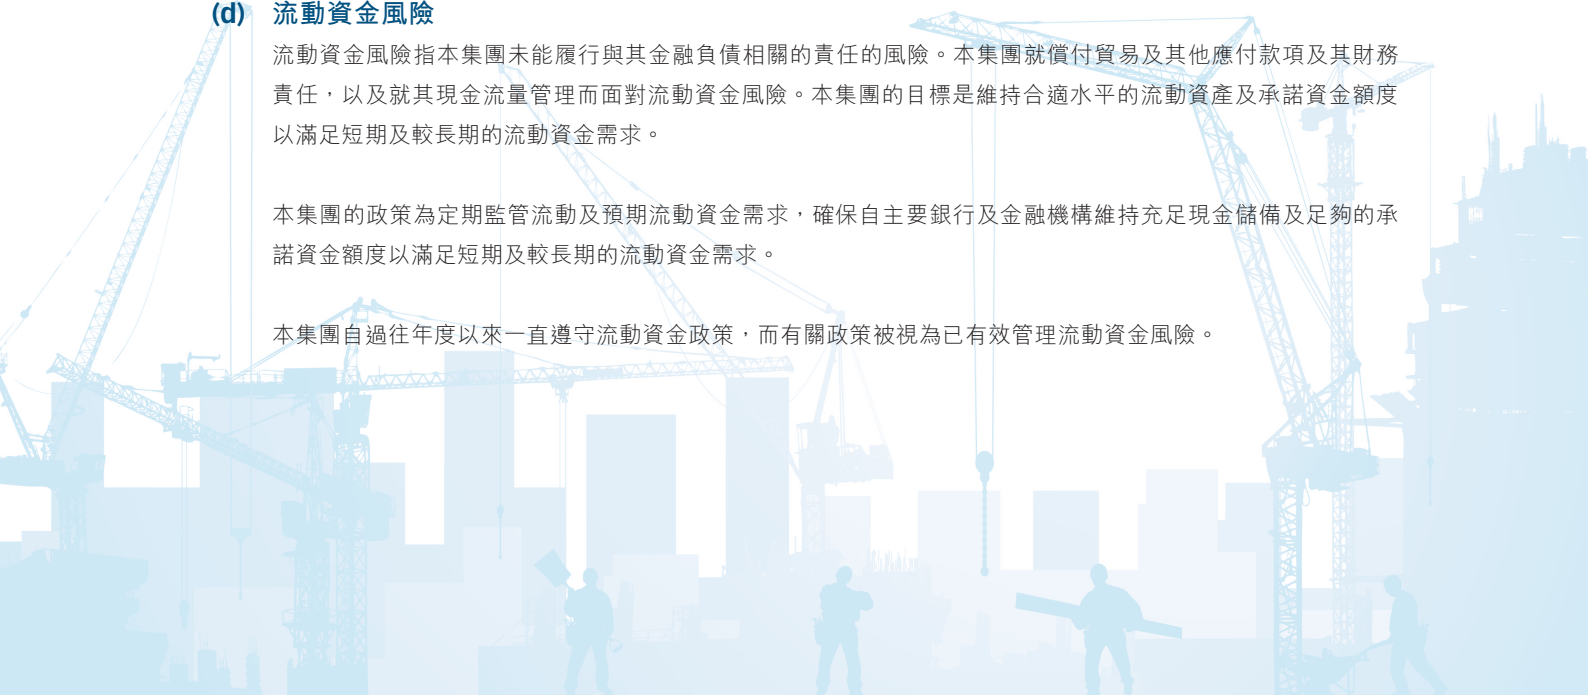 (d) 流動資金風險
流動資金風險指本集團未能履行與其金融負債相關的責任的風險。本集團就償付貿易及其他應付款項及其財務
責任，以及就其現金流量管理而面對流動資金風險。本集團的目標是維持合適水平的流動資產及承諾資金額度
以滿足短期及較長期的流動資金需求。
本集團的政策為定期監管流動及預期流動資金需求，確保自主要銀行及金融機構維持充足現金儲備及足夠的承
諾資金額度以滿足短期及較長期的流動資金需求。
本集團自過往年度以來一直遵守流動資金政策，而有關政策被視為已有效管理流動資金風險。